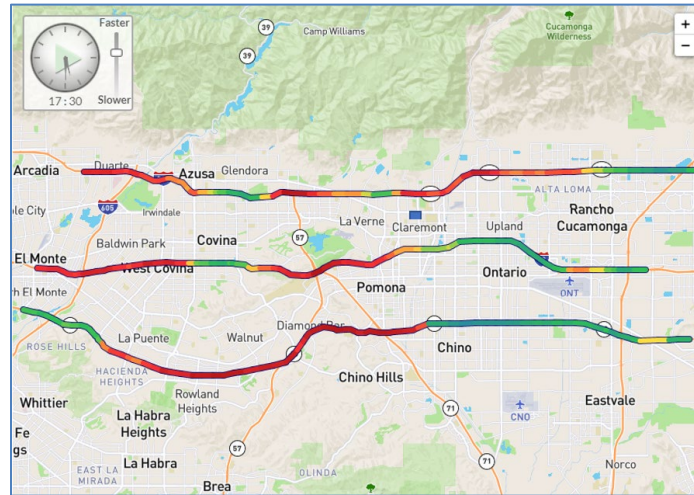 Faster
17:30
Slower
39
Camp Williams
39
Cucamonga
Wilderness
+
−
Arcadia
Duarte
Azusa
Glendora
605
Irwindale
ALTA LOMA
Rancho
Cucamonga
La Verne
Claremont
Upland
Baldwin Park
Covina
57
El Monte
West Covina
Pomona
Ontario
ONT
h El Monte
ROSE HILLS
La Puente
Walnut
Diamond Bar
Chino
HACIENDA
HEIGHTS
Chino Hills
Rowland
Heights
Whittier
La Habra
Heights
71
CNO
Eastvale
Fe
gs
57
EAST LA
MIRADA
La Habra
OLINDA
71
Norco
Brea